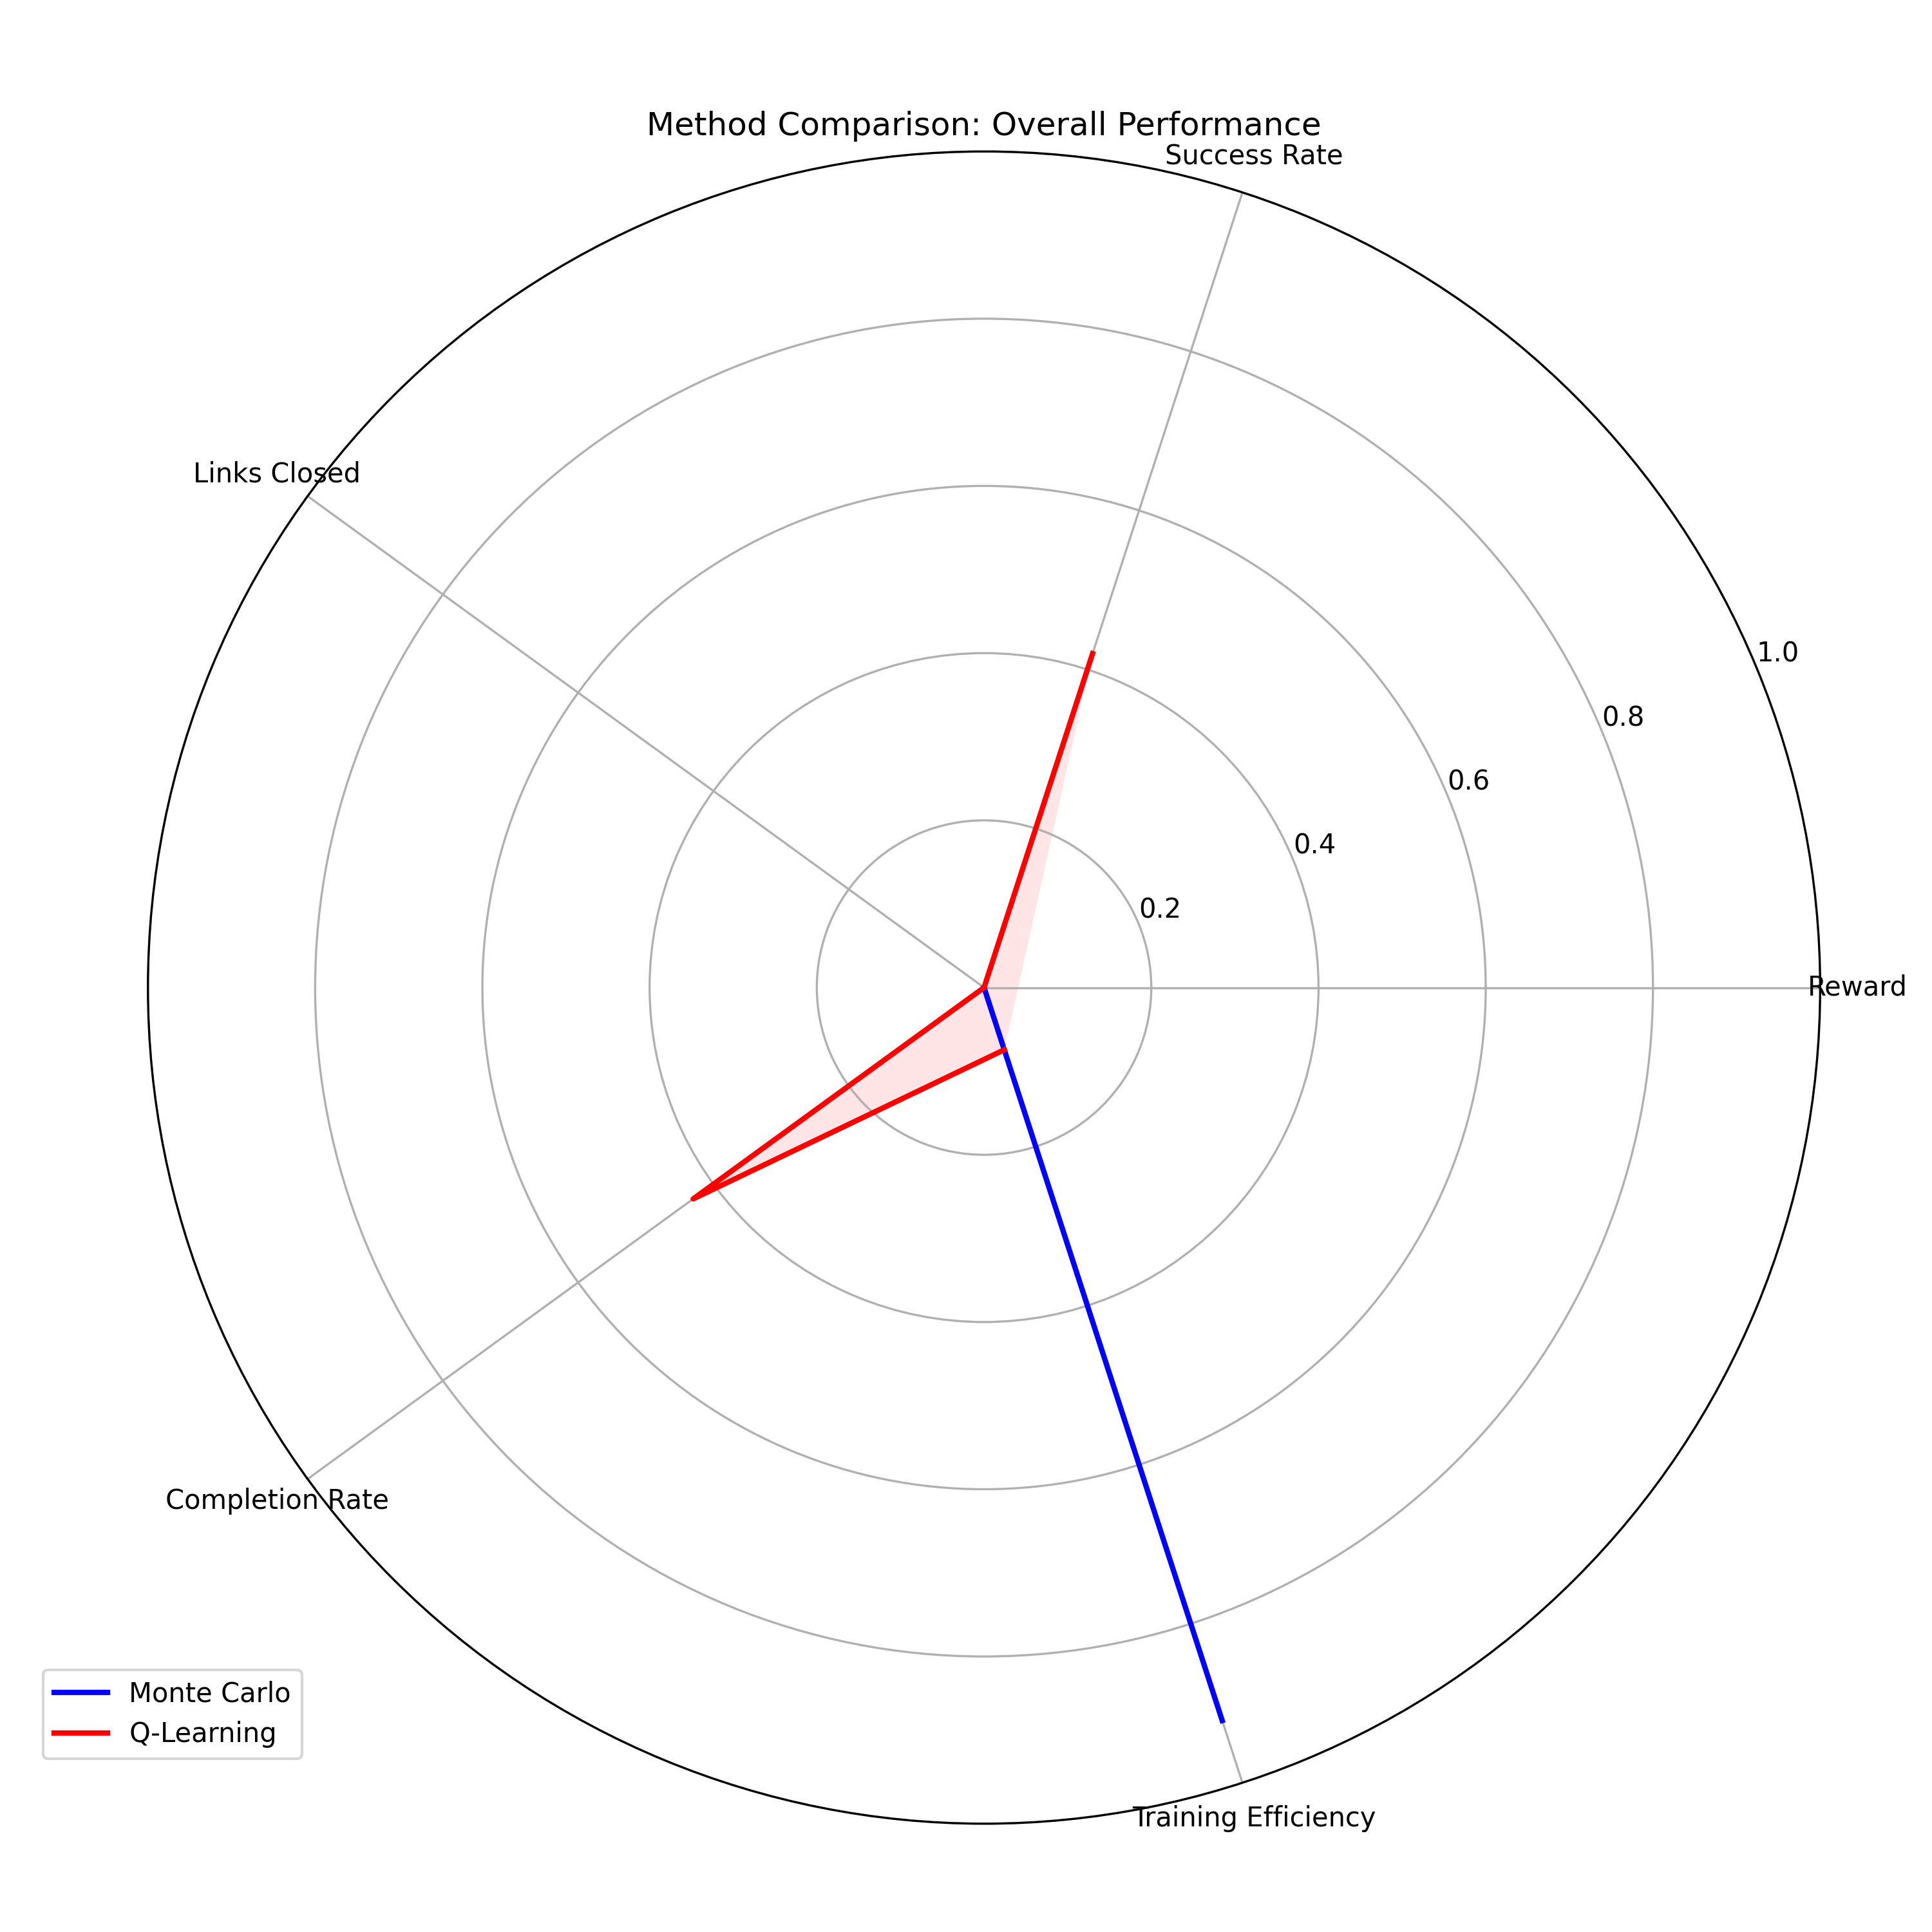 Method Comparison: Overall Performance
Success Rate
Links Closed
1.0
0.8
0.6
0.4
0.2
Reward
Completion Rate
Training Efficiency
Monte Carlo
Q-Learning